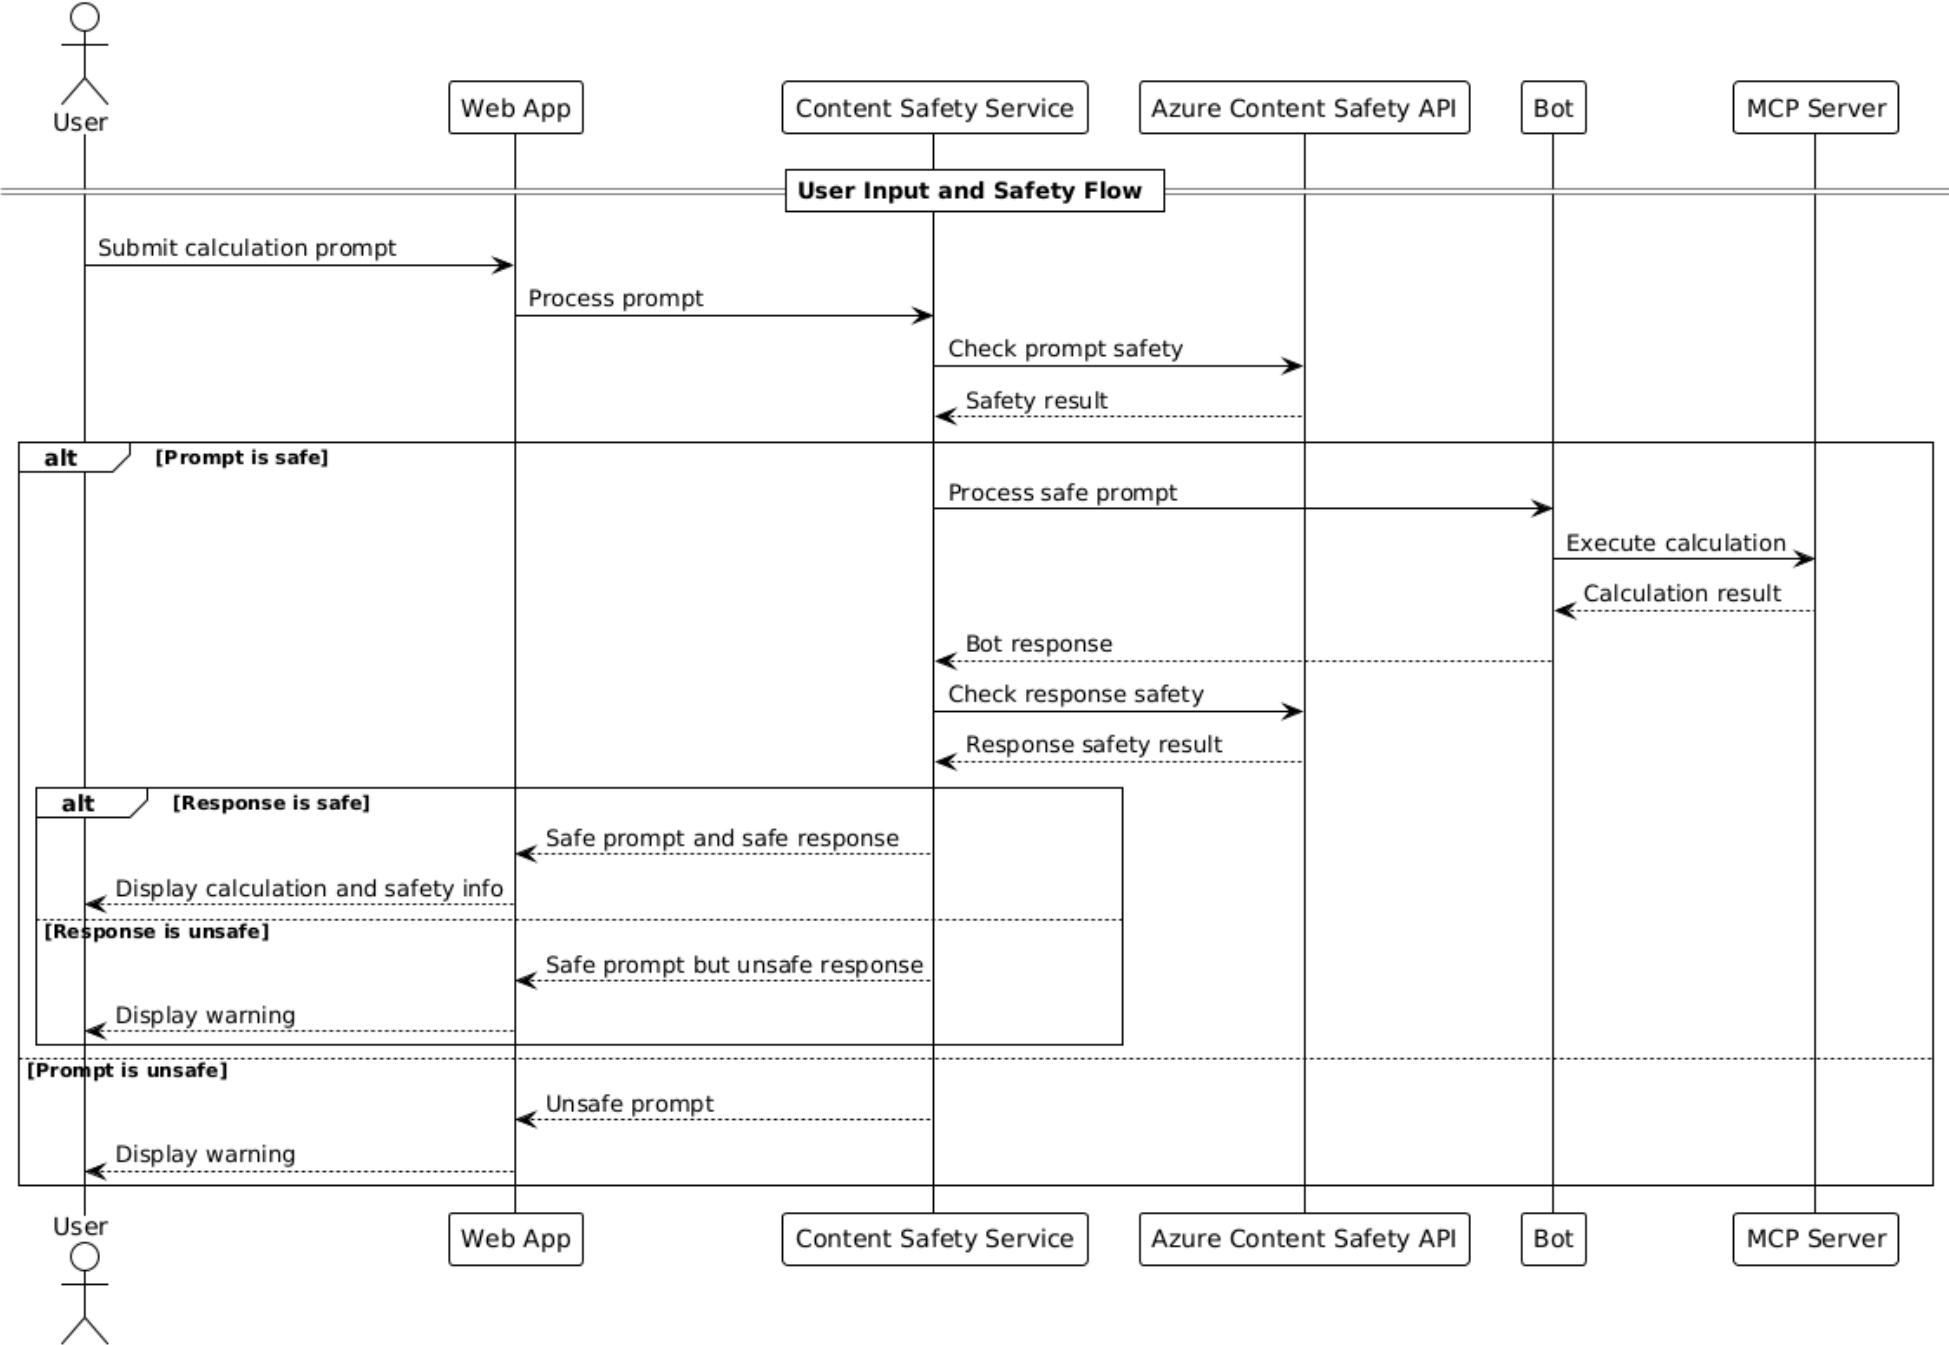 User
Web App
Content Safety Service
Azure Content Safety API
Bot
MCP Server
User Input and Safety Flow
Submit calculation prompt
Process prompt
Check prompt safety
Safety result
alt
[Prompt is safe]
Process safe prompt
Execute calculation
Calculation result
Bot response
Check response safety
Response safety result
alt
[Response is safe]
Safe prompt and safe response
Display calculation and safety info
[Response is unsafe]
Safe prompt but unsafe response
Display warning
[Prompt is unsafe]
Unsafe prompt
Display warning
User
Web App
Content Safety Service
Azure Content Safety API
Bot
MCP Server